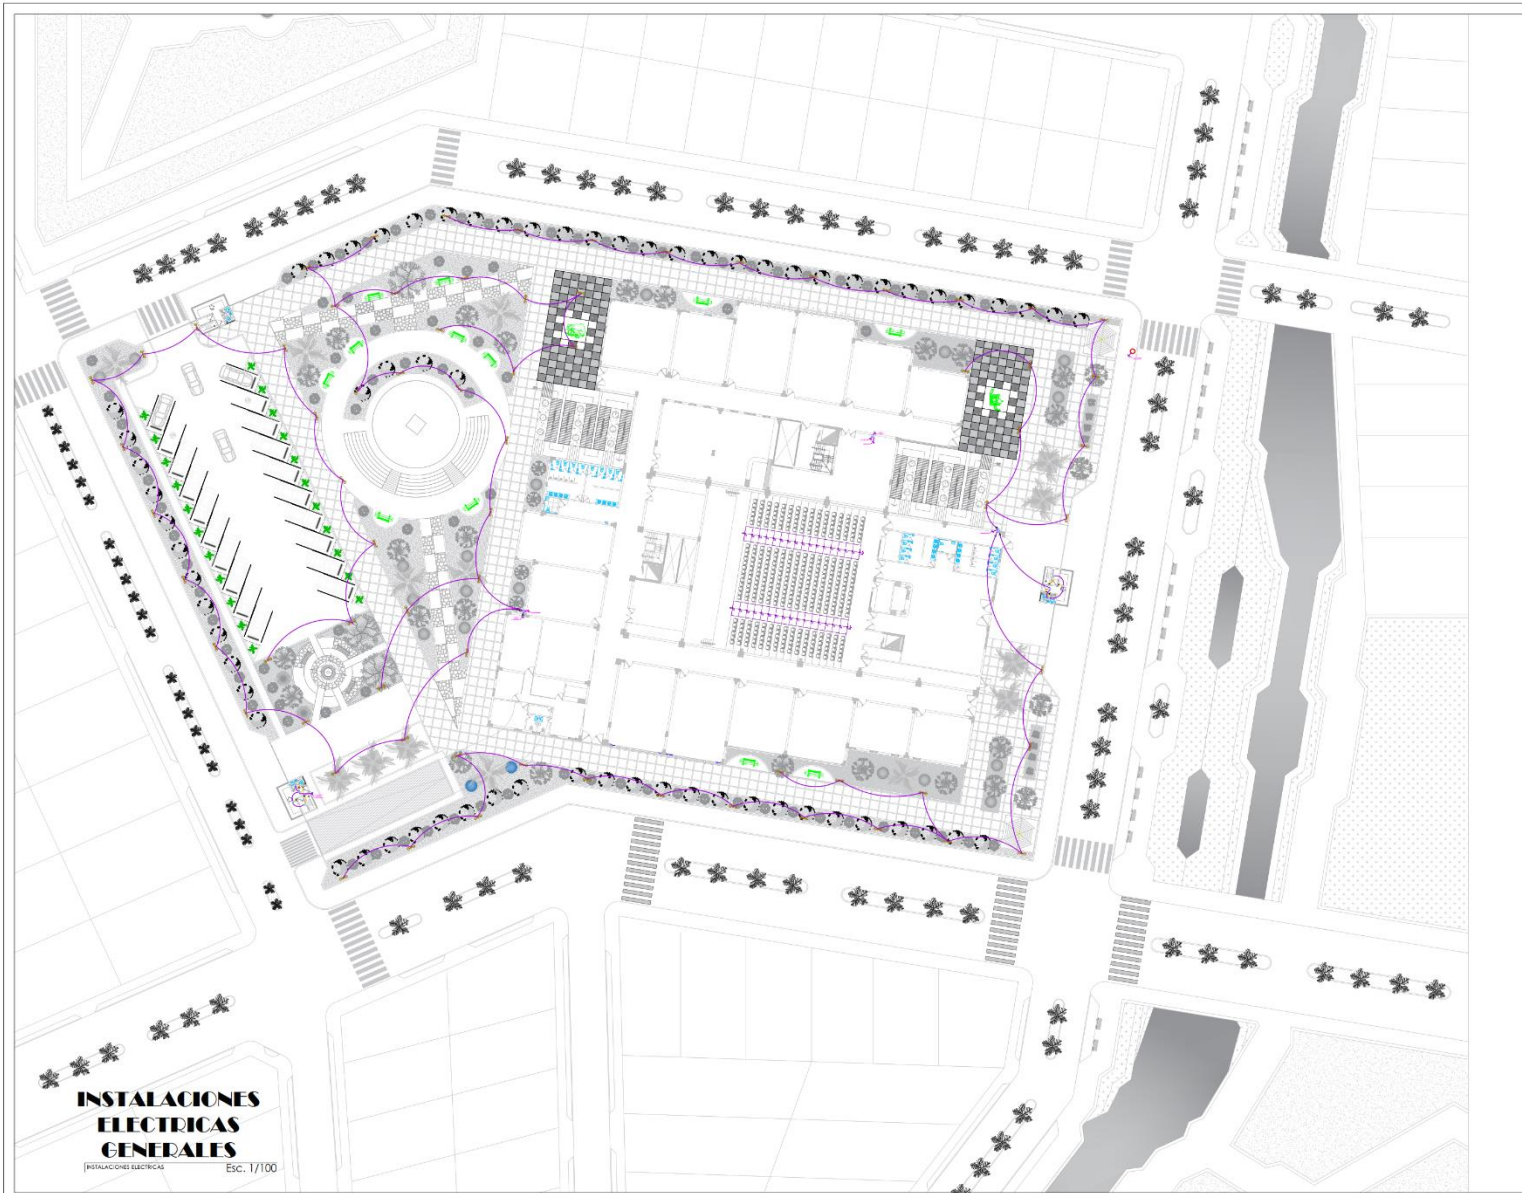 INSTALACIONES
ELECTRICAS
GENERALES
INSTALACIONES ELECTRICAS Esc. 1/100